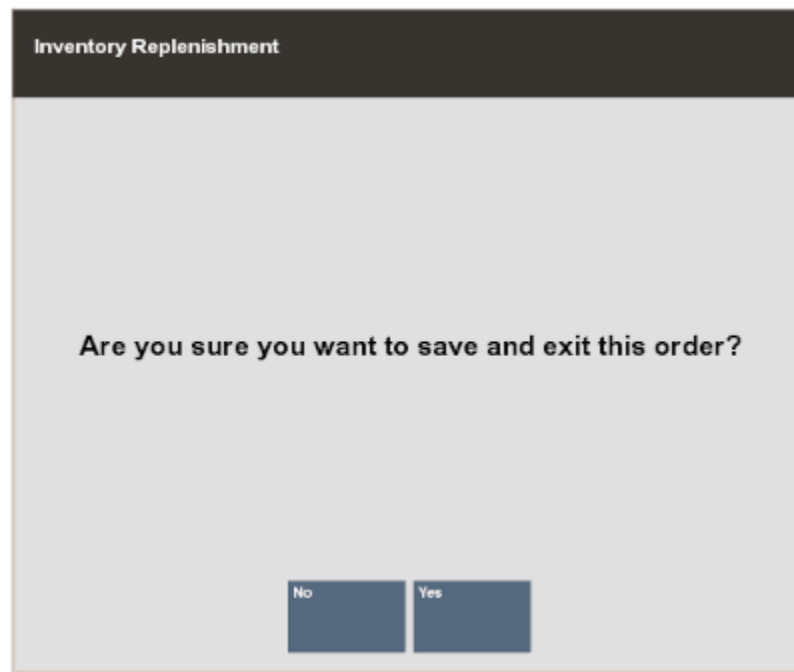 Inventory Replenishment
Are you sure you want to save and exit this order?
No
Yes